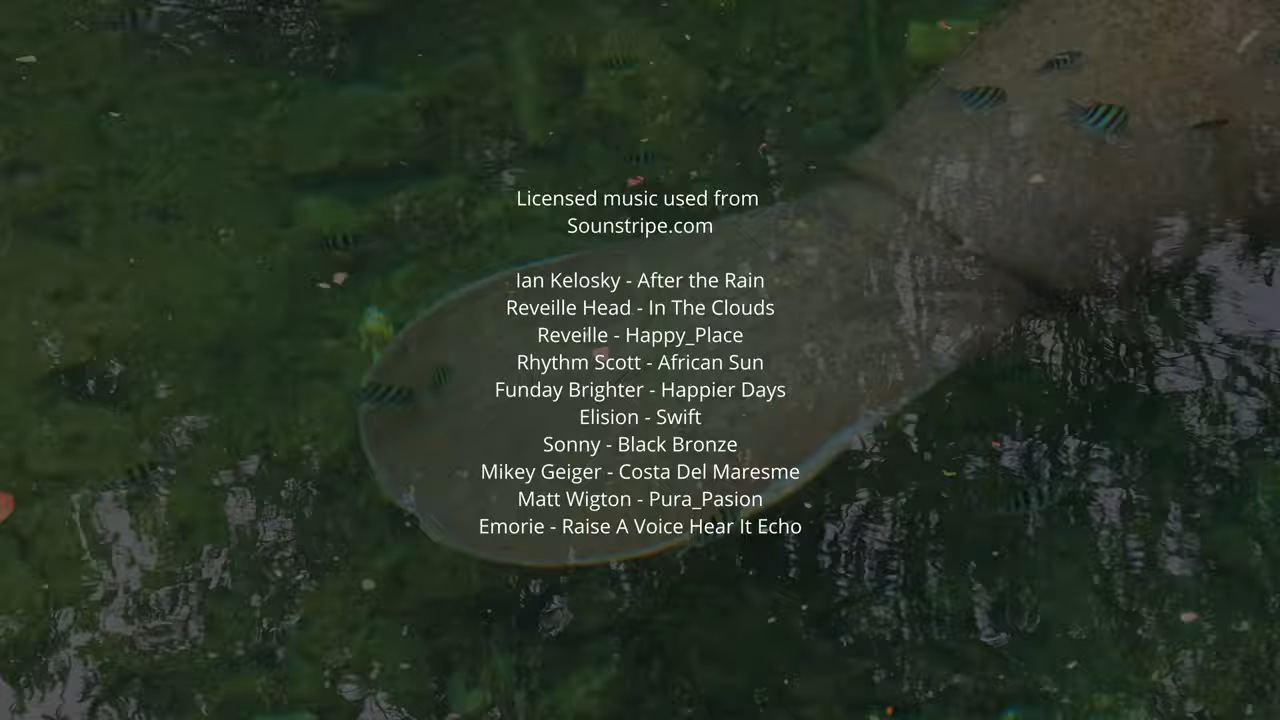 Licensed music used from
Sounstripe.com
Ian Kelosky - After the Rain
Reveille Head - In The Clouds
Reveille - Happy_Place
Rhythm Scott - African Sun
Funday Brighter - Happier Days
Elision - Swift
Sonny - Black Bronze
Mikey Geiger - Costa Del Maresme
Matt Wigton - Pura_Pasion
Emorie - Raise A Voice Hear It Echo